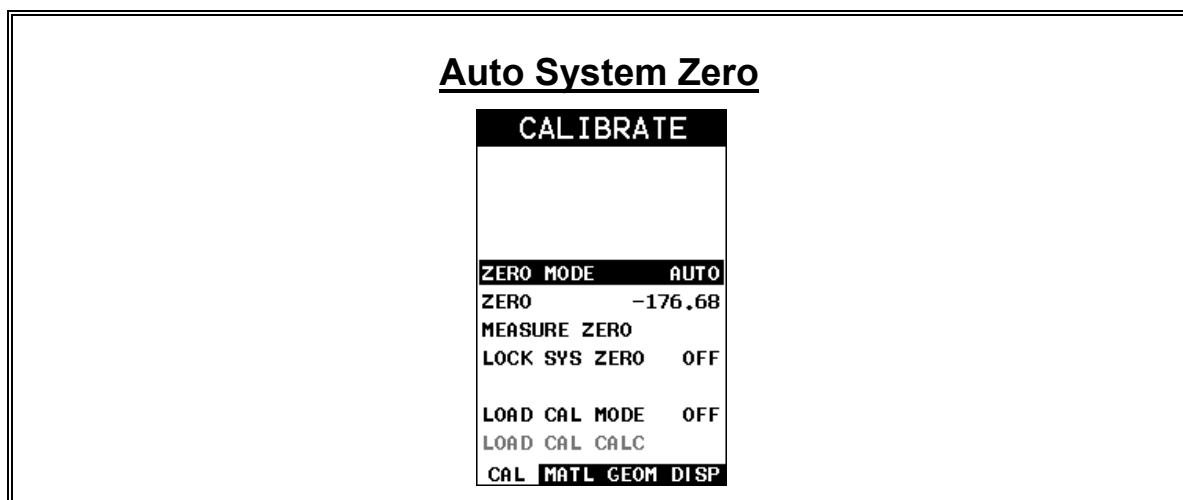 Auto System Zero
CALIBRATE
ZERO MODE AUTO
ZERO -176.68
MEASURE ZERO
LOCK SYS ZERO OFF
LOAD CAL MODE OFF
LOAD CAL CALC
CAL MATL GEOM DISP